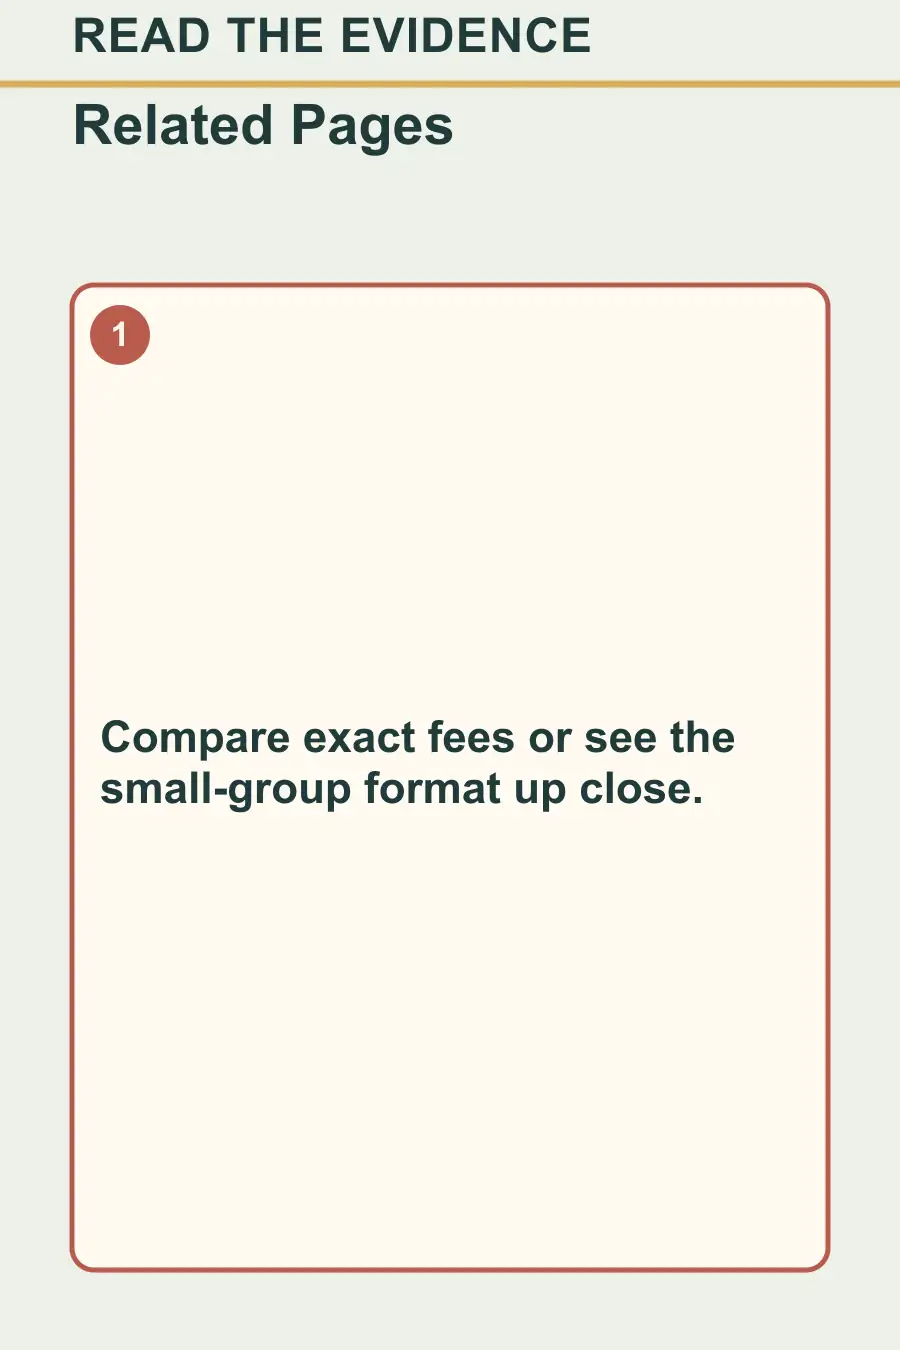 READ THE EVIDENCE
Related Pages
1
Compare exact fees or see the
small-group format up close.